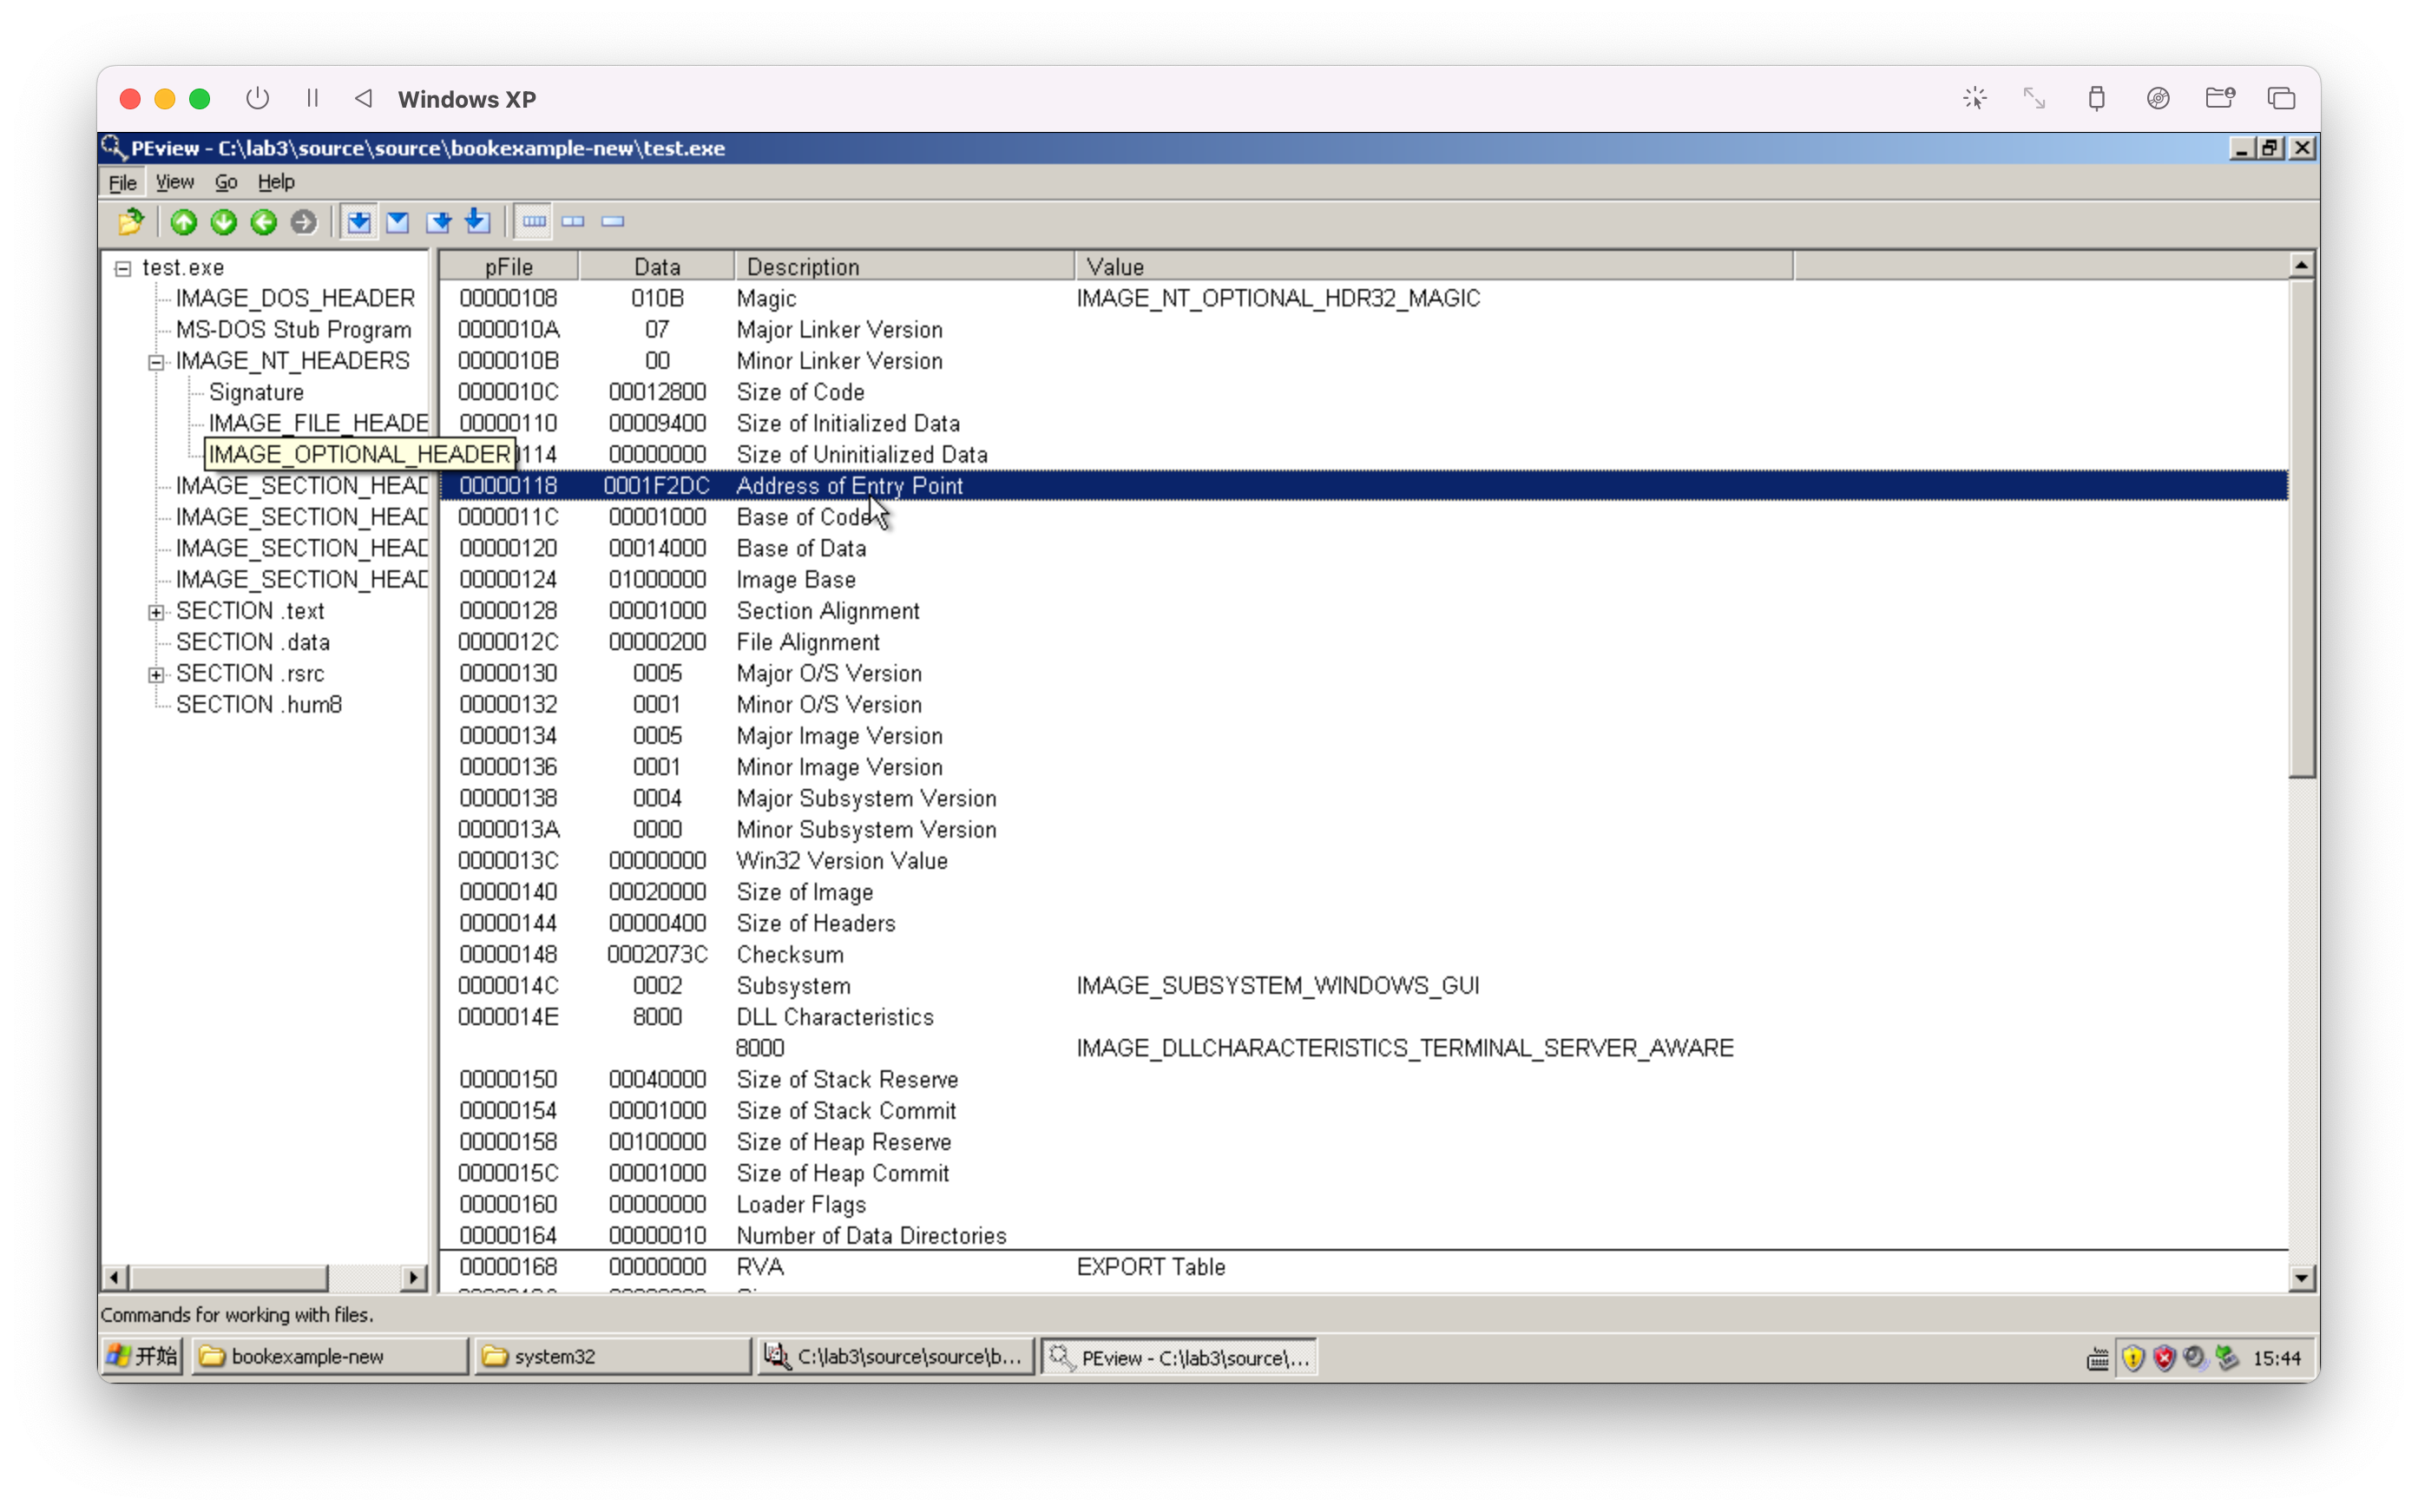 Windows XP
PEview - C:\lab3\source\source\bookexample-new\test.exe
File View Go Help
test.exe
IMAGE_DOS_HEADER
MS-DOS Stub Program
IMAGE_NT_HEADERS
Signature
IMAGE_FILE_HEADE
IMAGE_OPTIONAL_HEADER
IMAGE_SECTION_HEAD
IMAGE_SECTION_HEAD
IMAGE_SECTION_HEAD
IMAGE_SECTION_HEAD
SECTION .text
SECTION .data
SECTION .rsrc
SECTION .hum8
pFile Data Description Value
00000108 010B Magic IMAGE_NT_OPTIONAL_HDR32_MAGIC
0000010A 07 Major Linker Version
0000010B 00 Minor Linker Version
0000010C 00012800 Size of Code
00000110 00009400 Size of Initialized Data
114 00000000 Size of Uninitialized Data
00000118 0001F2DC Address of Entry Point
0000011C 00001000 Base of Code
00000120 00014000 Base of Data
00000124 01000000 Image Base
00000128 00001000 Section Alignment
0000012C 00000200 File Alignment
00000130 0005 Major O/S Version
00000132 0001 Minor O/S Version
00000134 0005 Major Image Version
00000136 0001 Minor Image Version
00000138 0004 Major Subsystem Version
0000013A 0000 Minor Subsystem Version
0000013C 00000000 Win32 Version Value
00000140 00020000 Size of Image
00000144 00000400 Size of Headers
00000148 0002073C Checksum
0000014C 0002 Subsystem IMAGE_SUBSYSTEM_WINDOWS_GUI
0000014E 8000 DLL Characteristics
8000 IMAGE_DLLCHARACTERISTICS_TERMINAL_SERVER_AWARE
00000150 00040000 Size of Stack Reserve
00000154 00001000 Size of Stack Commit
00000158 00100000 Size of Heap Reserve
0000015C 00001000 Size of Heap Commit
00000160 00000000 Loader Flags
00000164 00000010 Number of Data Directories
00000168 00000000 RVA EXPORT Table
Commands for working with files.
开始 bookexample-new system32 C:\lab3\source\source\b... PEview - C:\lab3\source\... 15:44